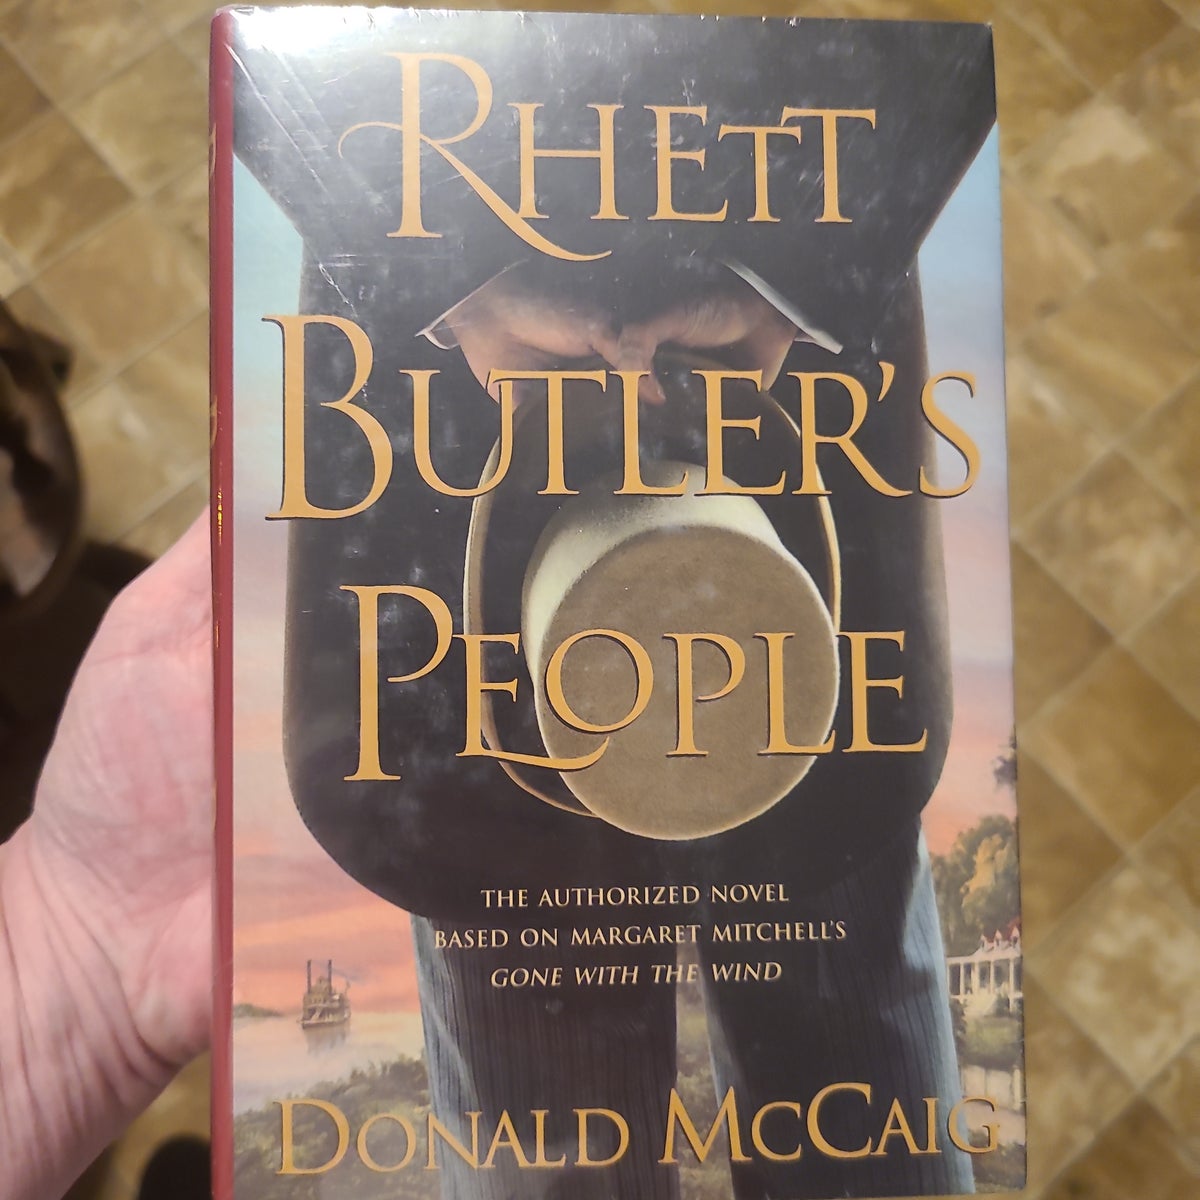 RHETT
BUTLER'S
PEOPLE
THE AUTHORIZED NOVEL
BASED ON MARGARET MITCHELL'S
GONE WITH THE WIND
DONALD MCCAIG